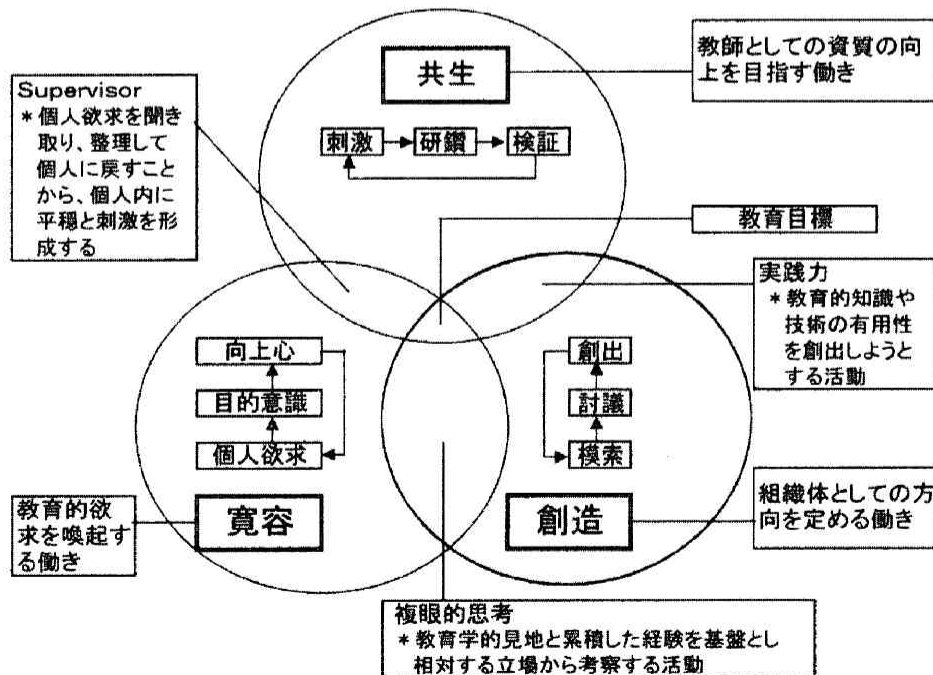 共生
教師としての資質の向
上を目指す働き
Supervisor
*個人欲求を聞き
取り、整理して
個人に戻すこと
から、個人内に
平穏と刺激を形
成する
刺激
研鑽
検証
教育目標
実践力
*教育的知識や
技術の有用性
を創出しようと
する活動
向上心
目的意識
個人欲求
創出
討議
模索
教育的欲
求を喚起す
る働き
寛容
創造
組織体としての方
向を定める働き
複眼的思考
*教育学的見地と累積した経験を基盤とし
相対する立場から考察する活動